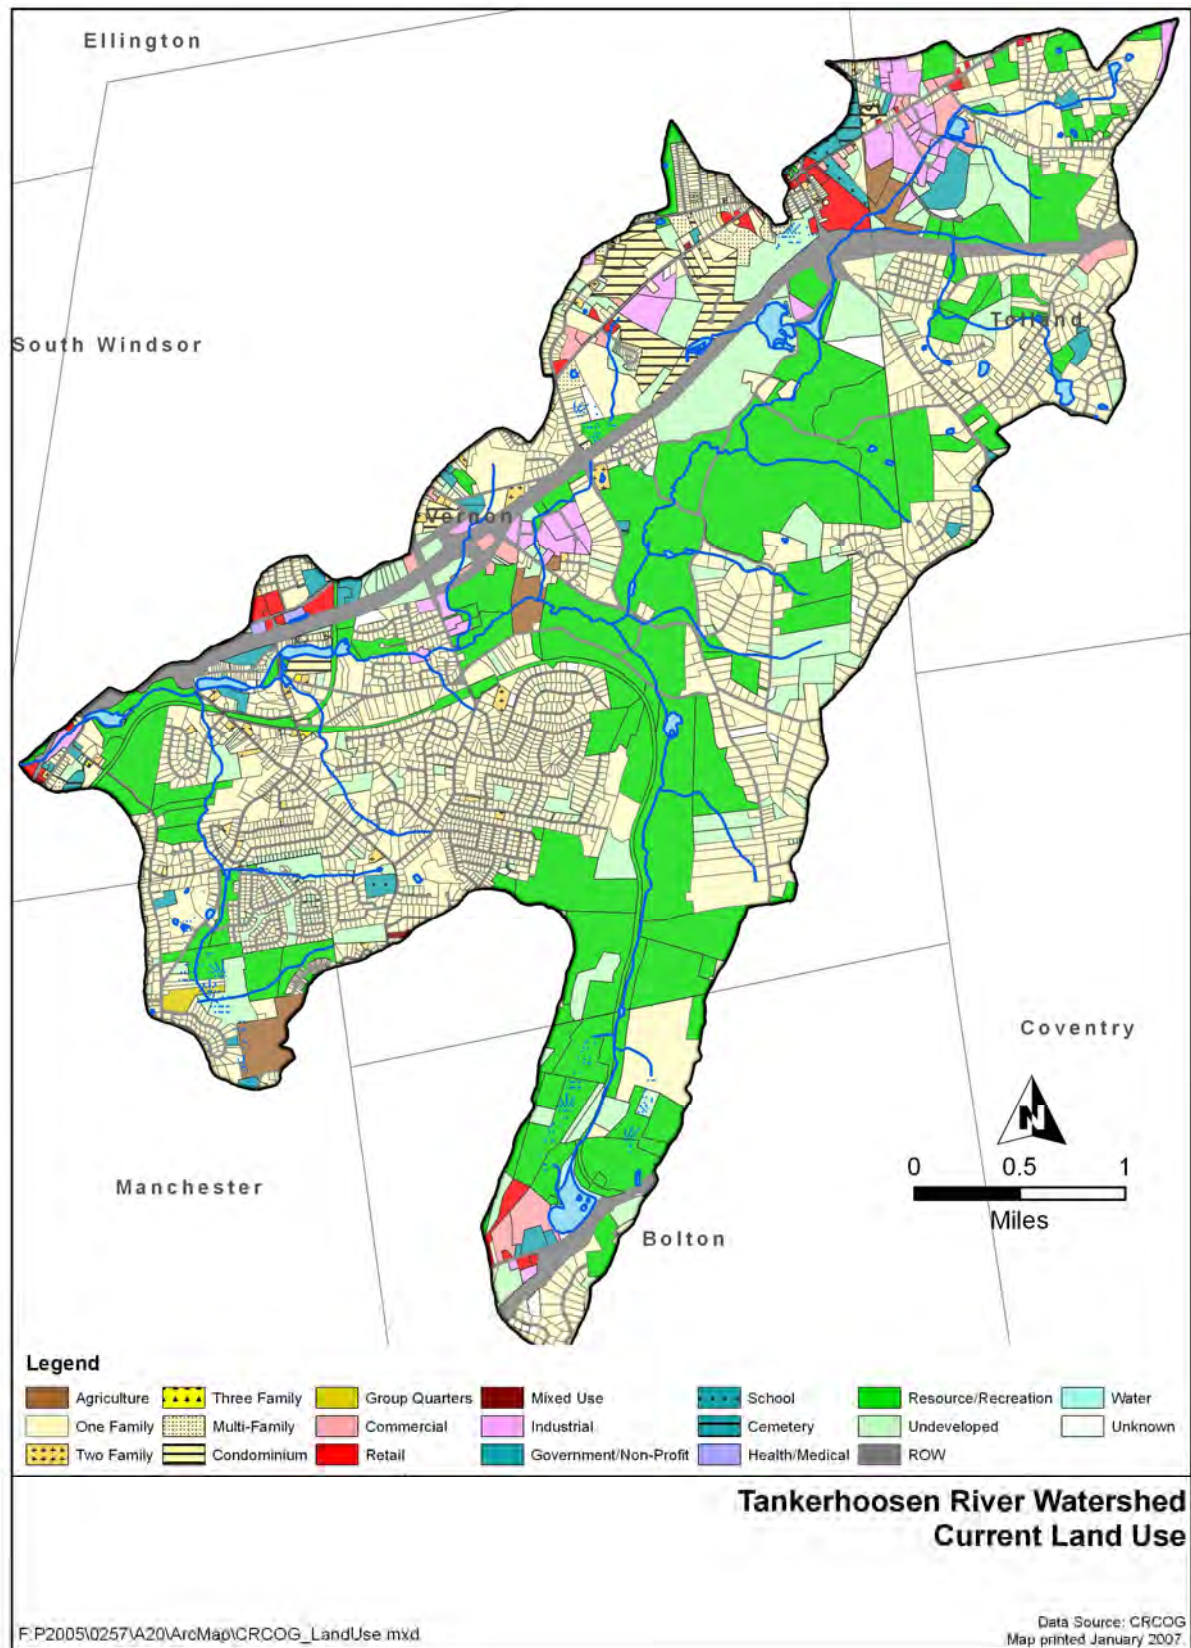 Ellington
South Windsor
Tolland
Vernon
Coventry
Manchester
Bolton
N
0 0.5 1
Miles
Legend
Agriculture Three Family Group Quarters Mixed Use School Resource/Recreation Water
One Family Multi-Family Commercial Industrial Cemetery Undeveloped Unknown
Two Family Condominium Retail Government/Non-Profit Health/Medical ROW
Tankerhoosen River Watershed
Current Land Use
F:P2005\0257\A20\ArcMap\CRCOG_LandUse.mxd
Data Source: CRCOG
Map printed January 2007.